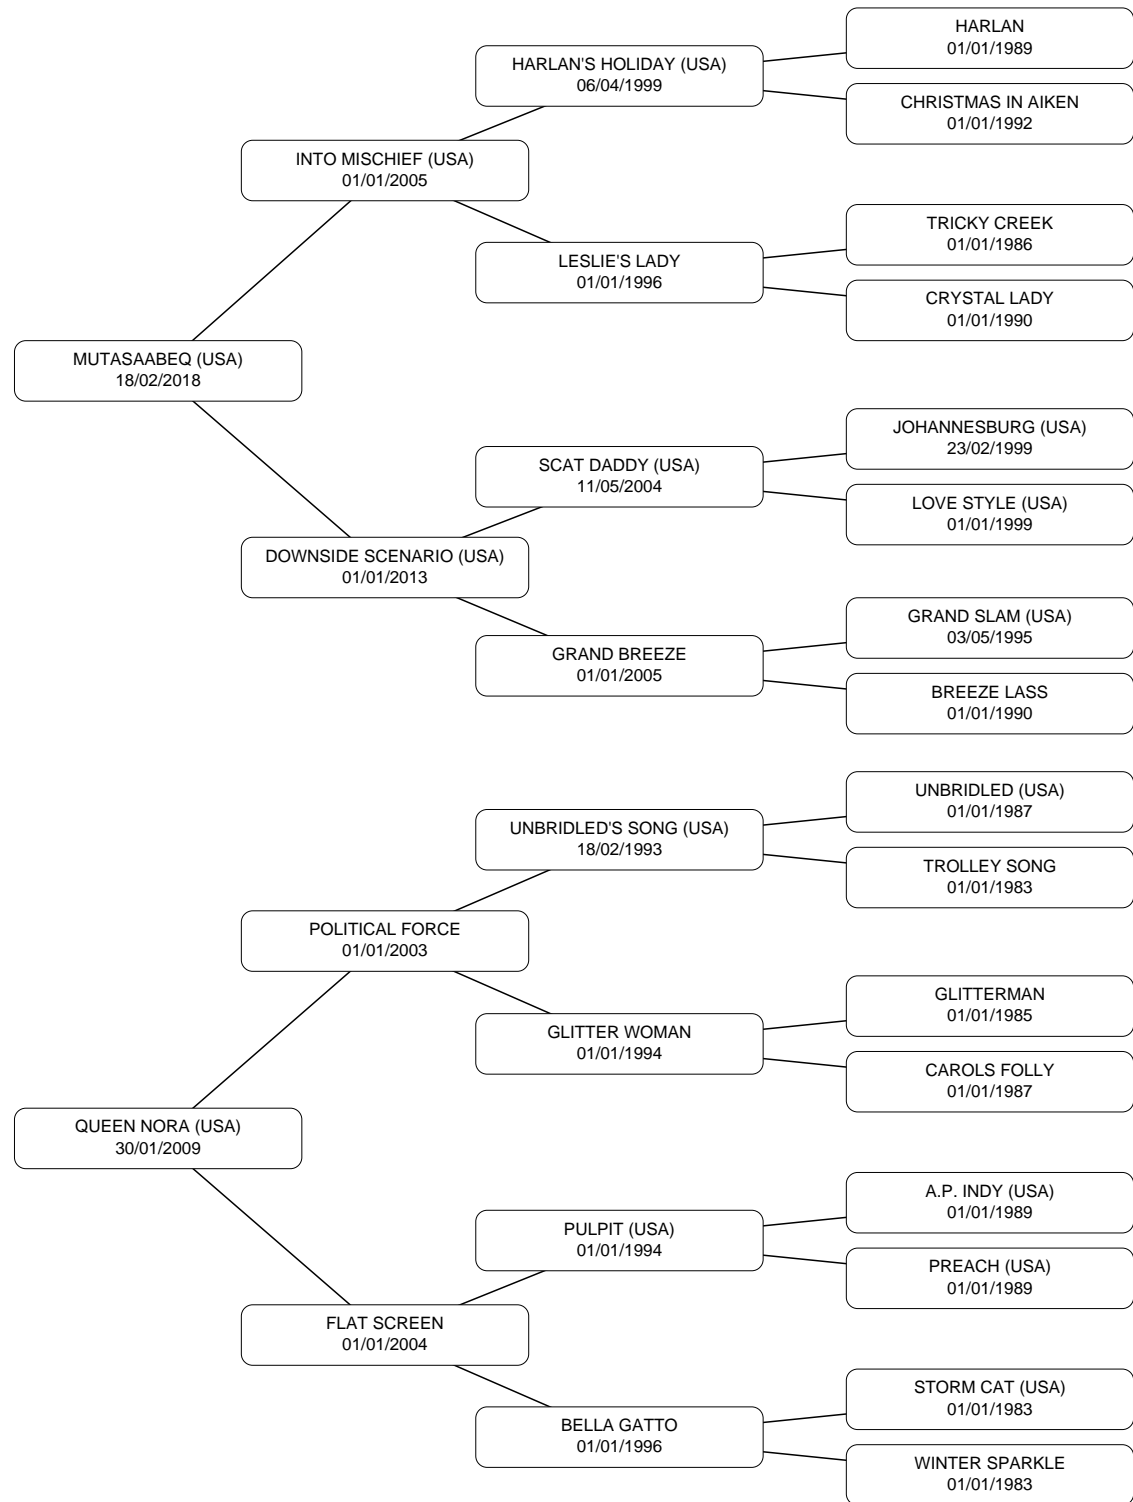 HARLAN
01/01/1989
HARLAN'S HOLIDAY (USA)
06/04/1999
CHRISTMAS IN AIKEN
01/01/1992
INTO MISCHIEF (USA)
01/01/2005
TRICKY CREEK
01/01/1986
LESLIE'S LADY
01/01/1996
CRYSTAL LADY
01/01/1990
MUTASAABEQ (USA)
18/02/2018
JOHANNESBURG (USA)
23/02/1999
SCAT DADDY (USA)
11/05/2004
LOVE STYLE (USA)
01/01/1999
DOWNSIDE SCENARIO (USA)
01/01/2013
GRAND SLAM (USA)
03/05/1995
GRAND BREEZE
01/01/2005
BREEZE LASS
01/01/1990
UNBRIDLED (USA)
01/01/1987
UNBRIDLED'S SONG (USA)
18/02/1993
TROLLEY SONG
01/01/1983
POLITICAL FORCE
01/01/2003
GLITTERMAN
01/01/1985
GLITTER WOMAN
01/01/1994
CAROLS FOLLY
01/01/1987
QUEEN NORA (USA)
30/01/2009
A.P. INDY (USA)
01/01/1989
PULPIT (USA)
01/01/1994
PREACH (USA)
01/01/1989
FLAT SCREEN
01/01/2004
STORM CAT (USA)
01/01/1983
BELLA GATTO
01/01/1996
WINTER SPARKLE
01/01/1983